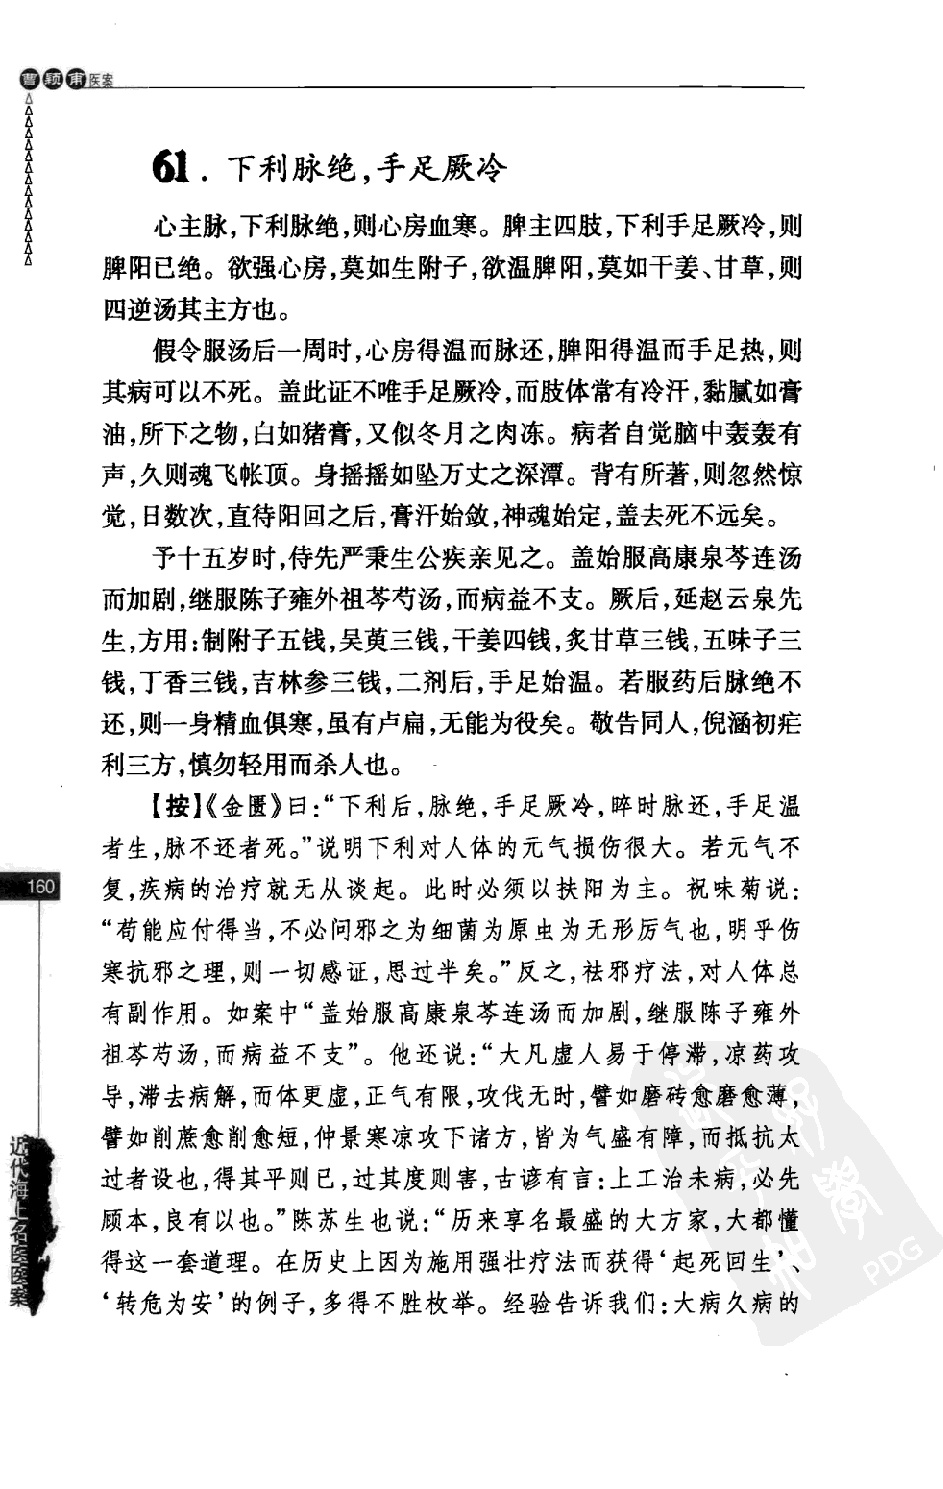 曹颖甫医案
61．下利脉绝,手足厥冷
心主脉,下利脉绝,则心房血寒。脾主四肢,下利手足厥冷,则
脾阳已绝。欲强心房,莫如生附子,欲温脾阳,莫如干姜、甘草,则
四逆汤其主方也。
假令服汤后一周时,心房得温而脉还,脾阳得温而手足热,则
其病可以不死。盖此证不唯手足厥冷,而肢体常有冷汗,黏腻如膏
油,所下之物,白如猪膏,又似冬月之肉冻。病者自觉脑中轰轰有
声,久则魂飞帐顶。身摇摇如坠万丈之深潭。背有所著,则忽然惊
觉,日数次,直待阳回之后,膏汗始敛,神魂始定,盖去死不远矣。
予十五岁时,侍先严秉生公疾亲见之。盖始服高康泉芩连汤
而加剧,继服陈子雍外祖芩芍汤,而病益不支。厥后,延赵云泉先
生,方用:制附子五钱,吴萸三钱,干姜四钱,炙甘草三钱,五味子三
钱,丁香三钱,吉林参三钱,二剂后,手足始温。若服药后脉绝不
还,则一身精血俱寒,虽有卢扁,无能为役矣。敬告同人,倪涵初疟
利三方,慎勿轻用而杀人也。
【按】《金匮》曰:“下利后,脉绝,手足厥冷,晬时脉还,手足温
者生,脉不还者死。”说明下利对人体的元气损伤很大。若元气不
复,疾病的治疗就无从谈起。此时必须以扶阳为主。祝味菊说:
“苟能应付得当,不必问邪之为细菌为原虫为无形厉气也,明乎伤
寒抗邪之理,则一切感证,思过半矣。”反之,祛邪疗法,对人体总
有副作用。如案中“盖始服高康泉芩连汤而加剧,继服陈子雍外
祖芩芍汤,而病益不支”。他还说:“大凡虚人易于停滞,凉药攻
导,滞去病解,而体更虚,正气有限,攻伐无时,譬如磨砖愈磨愈薄,
譬如削蔗愈削愈短,仲景寒凉攻下诸方,皆为气盛有障,而抵抗太
过者设也,得其平则已,过其度则害,古谚有言:上工治未病,必先
顾本,良有以也。”陈苏生也说:“历来享名最盛的大方家,大都懂
得这一套道理。在历史上因为施用强壮疗法而获得‘起死回生’、
‘转危为安’的例子,多得不胜枚举。经验告诉我们:大病久病的
160
近代海上名医医案
PDG